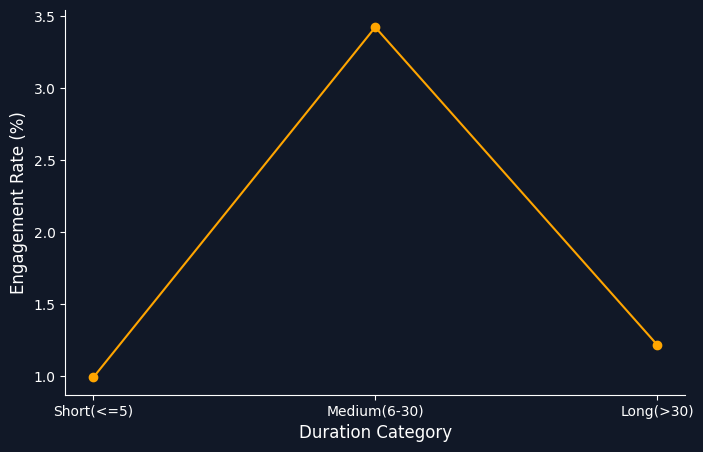 3.5
3.0
2.5
2.0
1.5
1.0
Engagement Rate (%)
Short(<=5)
Medium(6-30)
Long(>30)
Duration Category